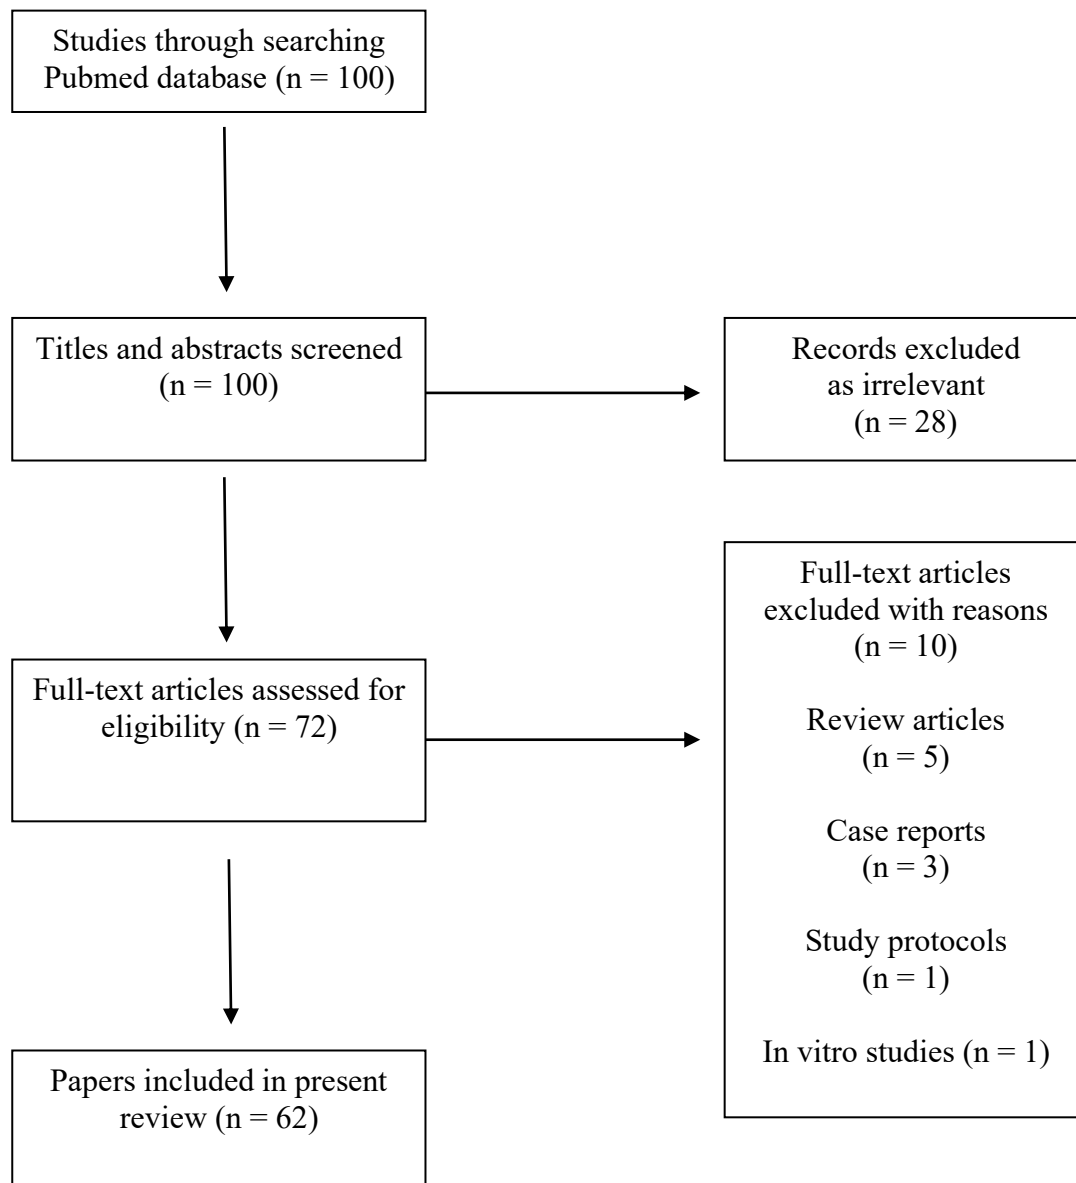 Studies through searching
Pubmed database (n = 100)
Titles and abstracts screened
(n = 100)
Records excluded
as irrelevant
(n = 28)
Full-text articles
excluded with reasons
(n = 10)
Review articles
(n = 5)
Case reports
(n = 3)
Study protocols
(n = 1)
In vitro studies (n = 1)
Full-text articles assessed for
eligibility (n = 72)
Papers included in present
review (n = 62)